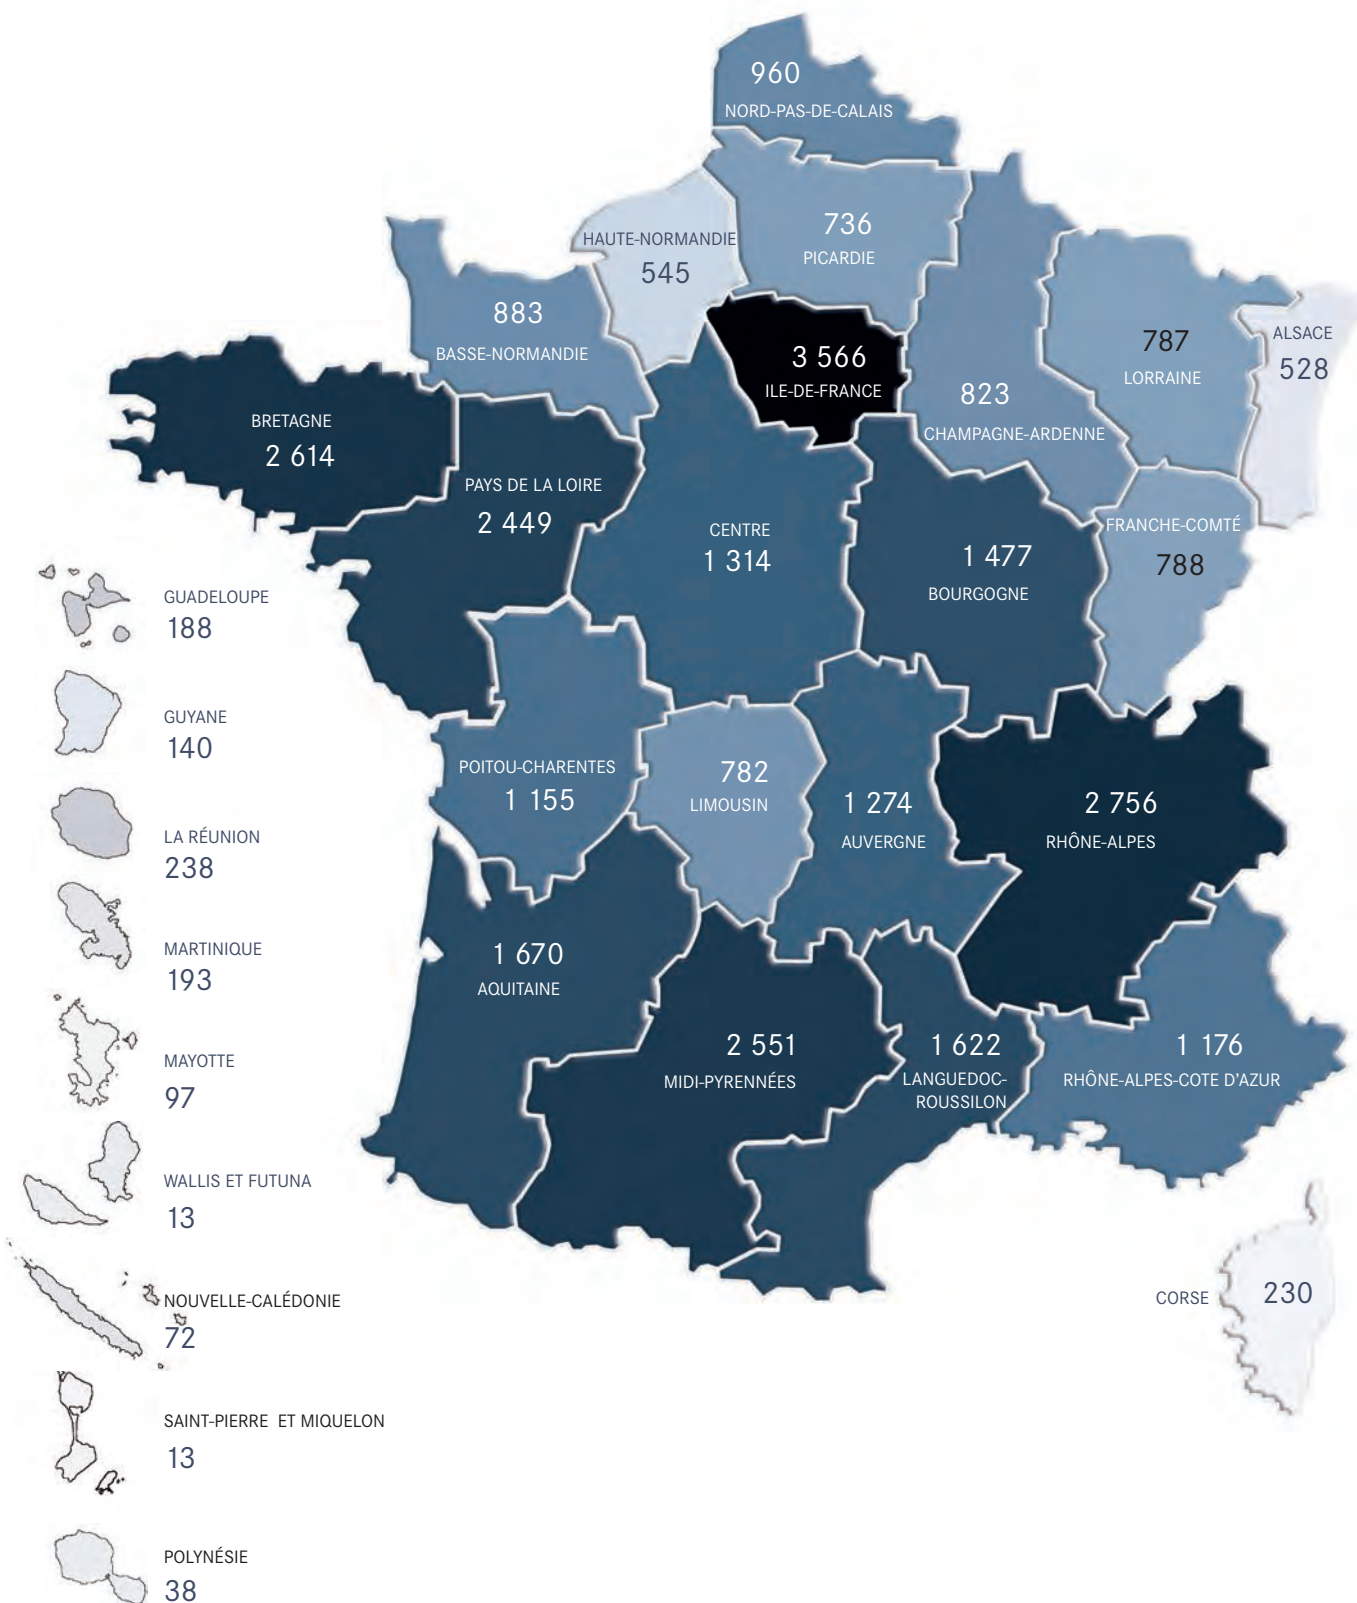 960
NORD-PAS-DE-CALAIS
736
PICARDIE
HAUTE-NORMANDIE
545
883
BASSE-NORMANDIE
3 566
ILE-DE-FRANCE
823
CHAMPAGNE-ARDENNE
787
LORRAINE
ALSACE
528
BRETAGNE
2 614
PAYS DE LA LOIRE
2 449
CENTRE
1 314
1 477
BOURGOGNE
FRANCHE-COMTÉ
788
POITOU-CHARENTES
1 155
782
LIMOUSIN
1 274
AUVERGNE
2 756
RHÔNE-ALPES
1 670
AQUITAINE
2 551
MIDI-PYRENNÉES
1 622
LANGUEDOC-
ROUSSILON
1 176
RHÔNE-ALPES-COTE D'AZUR
CORSE
230
GUADELOUPE
188
GUYANE
140
LA RÉUNION
238
MARTINIQUE
193
MAYOTTE
97
WALLIS ET FUTUNA
13
NOUVELLE-CALÉDONIE
72
SAINT-PIERRE ET MIQUELON
13
POLYNÉSIE
38